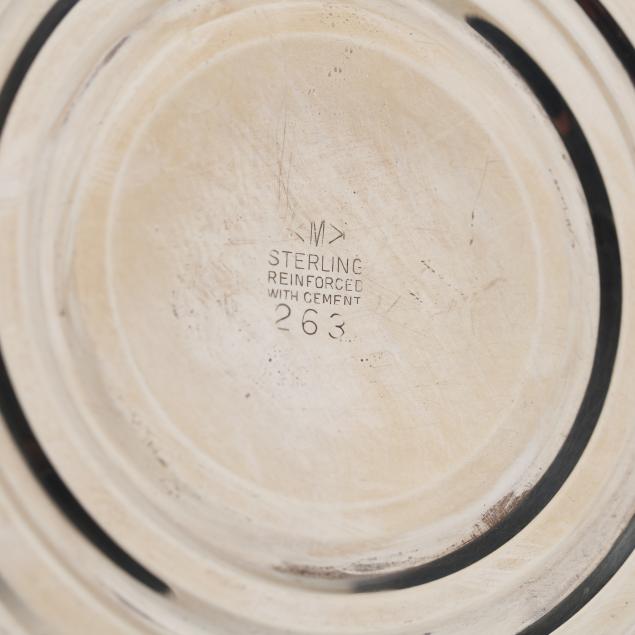 <M>
STERLING
REINFORCED
WITH CEMENT
263